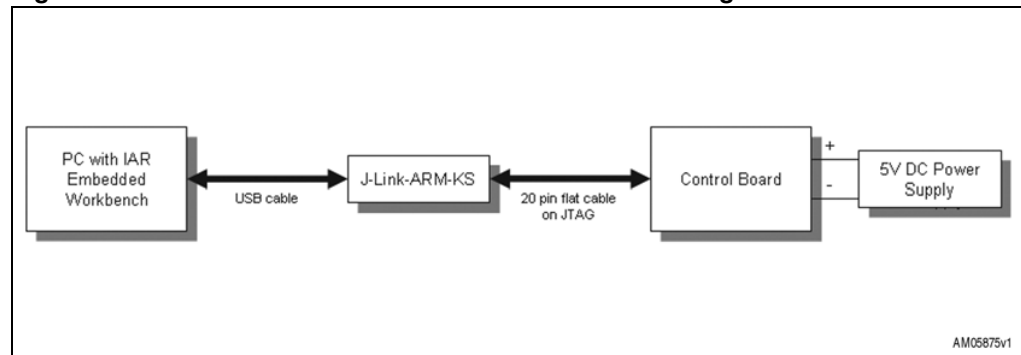 PC with IAR
Embedded
Workbench
USB cable
J-Link-ARM-KS
20 pin flat cable
on JTAG
Control Board
+
-
5V DC Power
Supply
AM05875v1